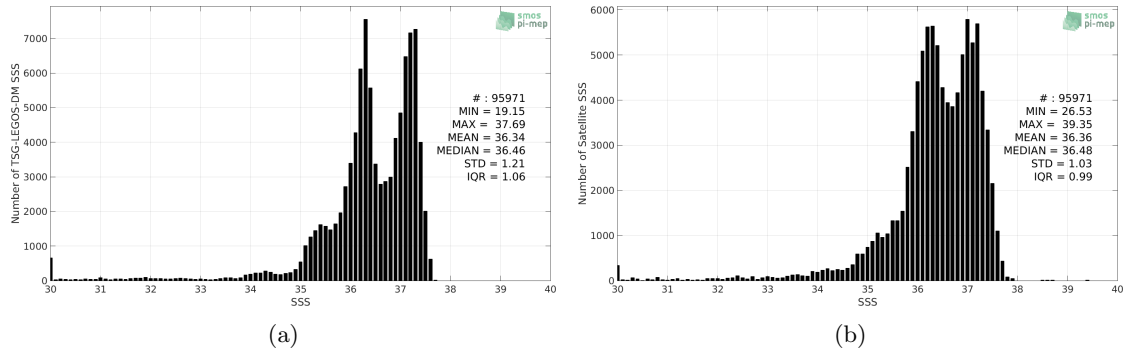 smos
pi-mep
Number of TSG-LEGOS-DM SSS
7000
6000
5000
4000
3000
2000
1000
0
# : 95971
MIN = 19.15
MAX = 37.69
MEAN = 36.34
MEDIAN = 36.46
STD = 1.21
IQR = 1.06
30 31 32 33 34 35 36 37 38 39 40
SSS
(a)
smos
pi-mep
Number of Satellite SSS
6000
5000
4000
3000
2000
1000
0
# : 95971
MIN = 26.53
MAX = 39.35
MEAN = 36.36
MEDIAN = 36.48
STD = 1.03
IQR = 0.99
30 31 32 33 34 35 36 37 38 39 40
SSS
(b)